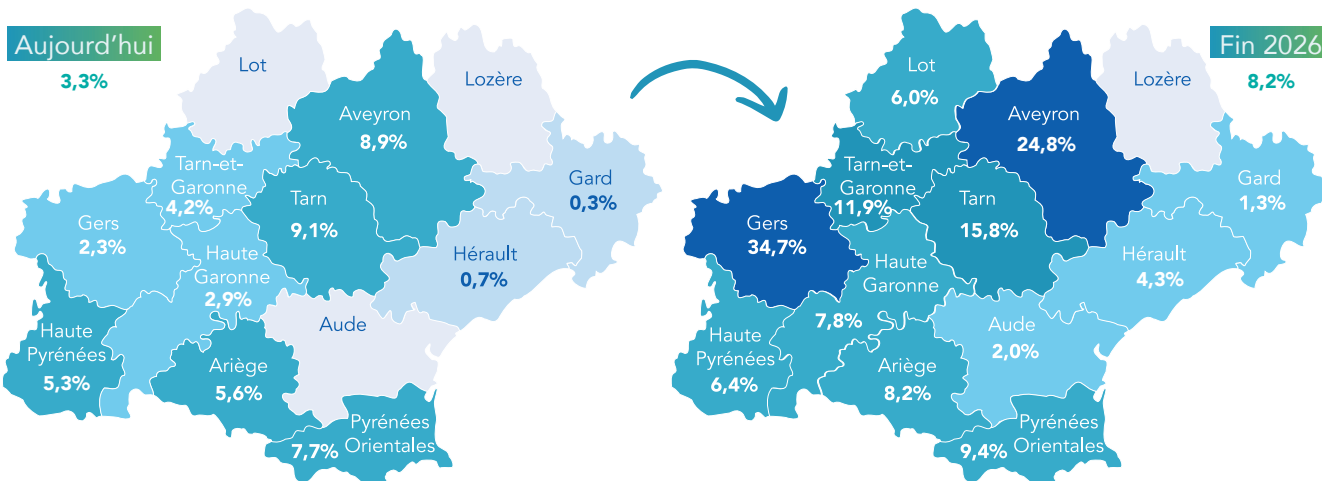 Aujourd'hui
3,3%
Lot
Lozère
Aveyron
8,9%
Tarn-et-
Garonne
4,2%
Gard
0,3%
Tarn
9,1%
Gers
2,3%
Haute
Garonne
2,9%
Hérault
0,7%
Aude
Haute
Pyrénées
5,3%
Ariège
5,6%
Pyrénées
Orientales
7,7%
Fin 2026
8,2%
Lot
6,0%
Lozère
Aveyron
24,8%
Tarn-et-
Garonne
11,9%
Gard
1,3%
Tarn
15,8%
Gers
34,7%
Haute
Garonne
7,8%
Hérault
4,3%
Aude
2,0%
Haute
Pyrénées
6,4%
Ariège
8,2%
Pyrénées
Orientales
9,4%